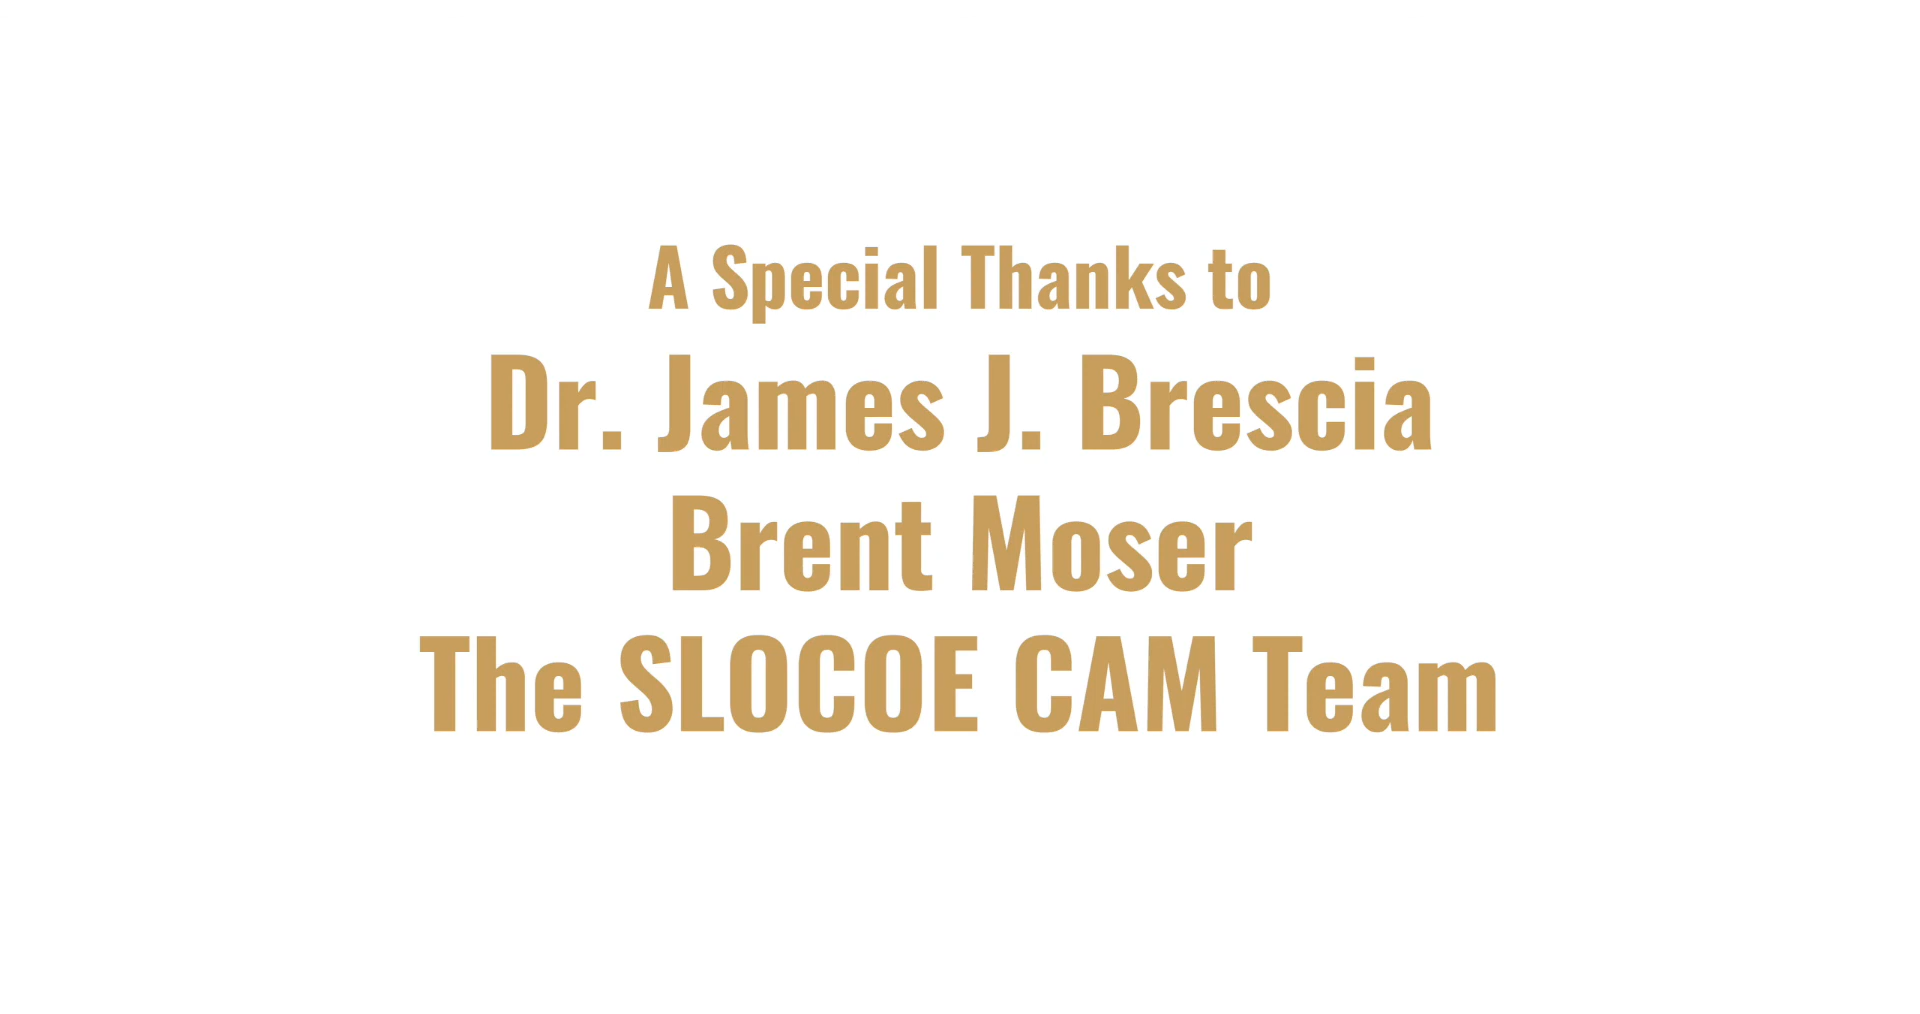 A Special Thanks to
Dr. James J. Brescia
Brent Moser
The SLOCOE CAM Team